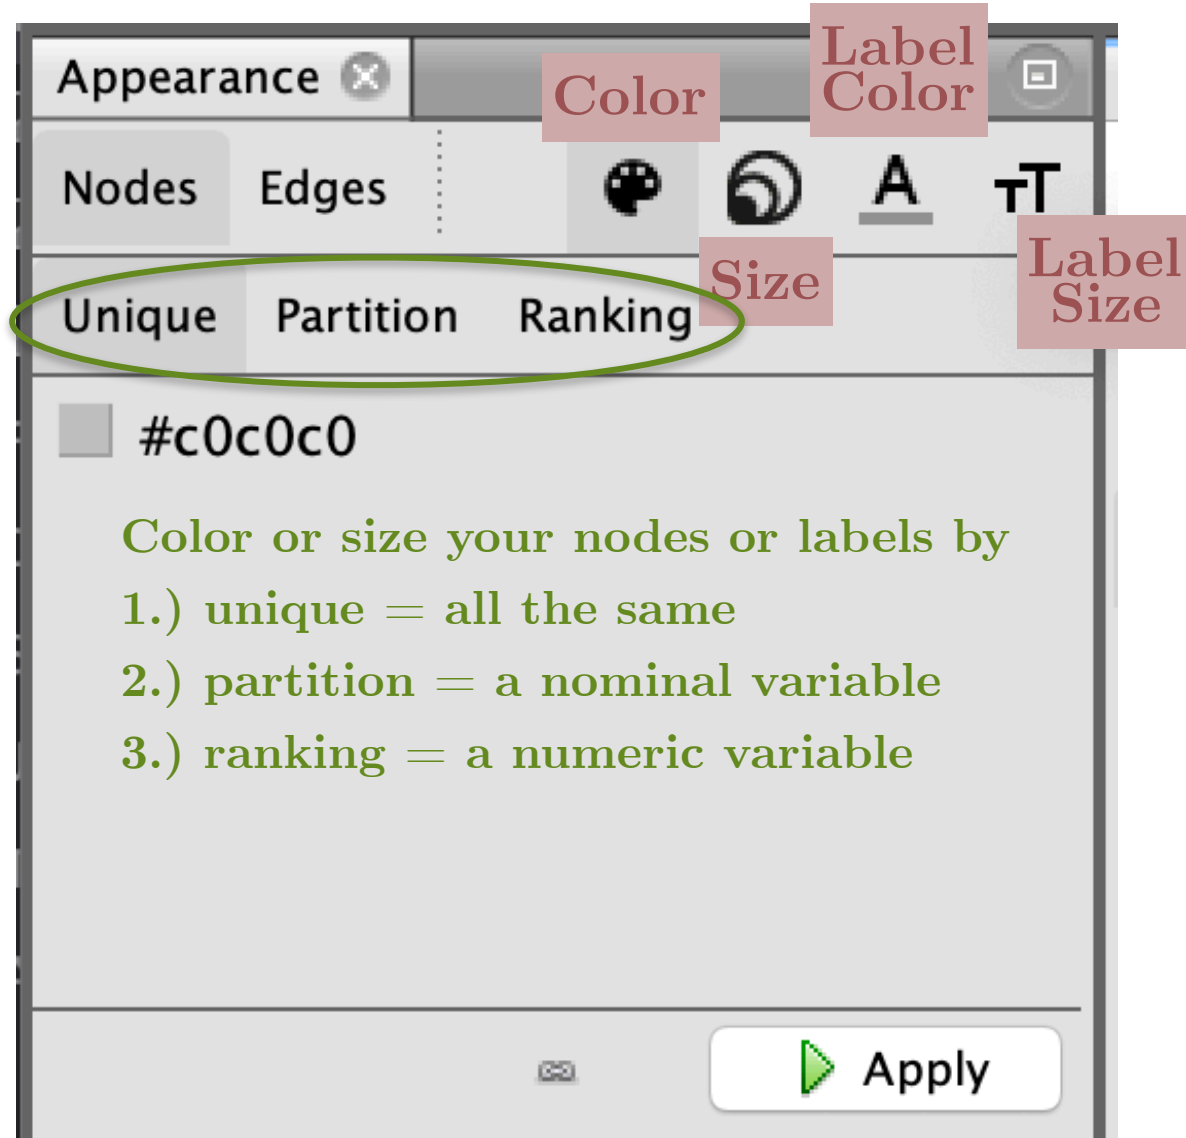 Appearance
Color
Label
Color
Nodes
Edges
A
TT
Size
Label
Size
Unique
Partition
Ranking
#c0c0c0
Color or size your nodes or labels by
1.) unique = all the same
2.) partition = a nominal variable
3.) ranking = a numeric variable
Apply